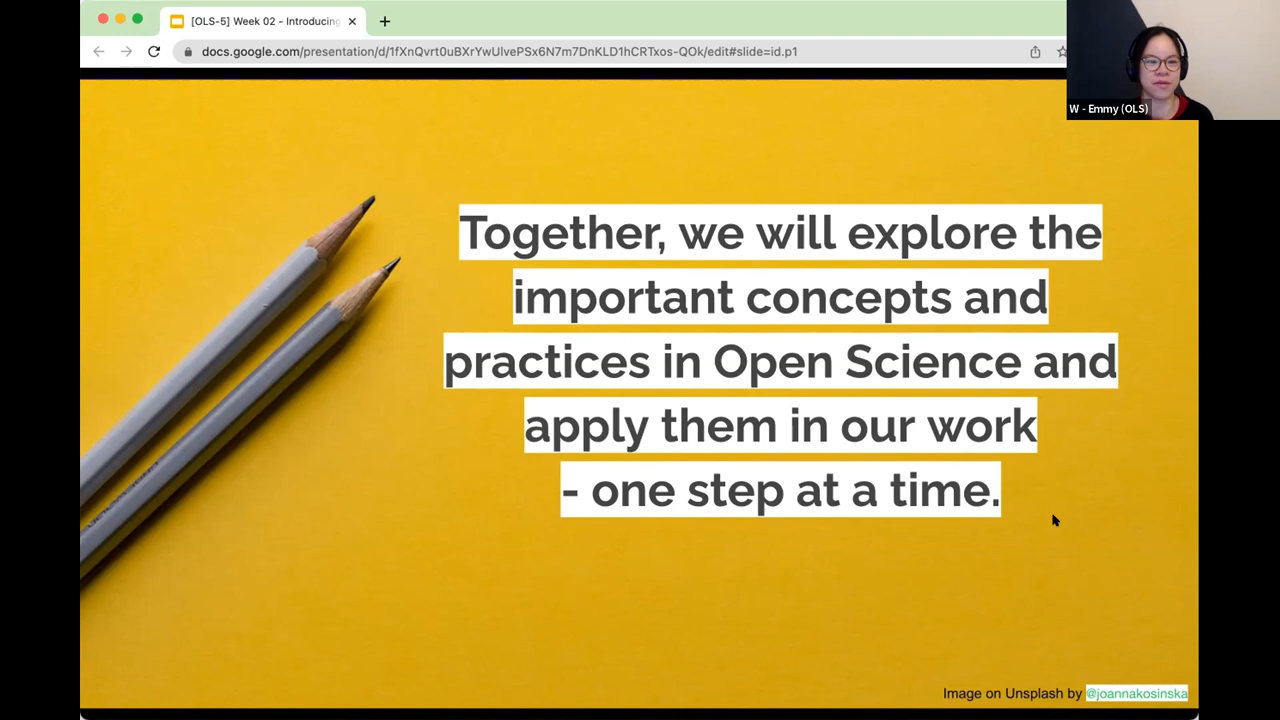 [OLS-5] Week 02 - Introducing
docs.google.com/presentation/d/1fXnQvrt0uBXrYwUlvePSx6N7m7DnKLD1hCRTxos-QOk/edit#slide=id.p1
W - Emmy (OLS)
Together, we will explore the
important concepts and
practices in Open Science and
apply them in our work
- one step at a time.
Image on Unsplash by @joannakosinska